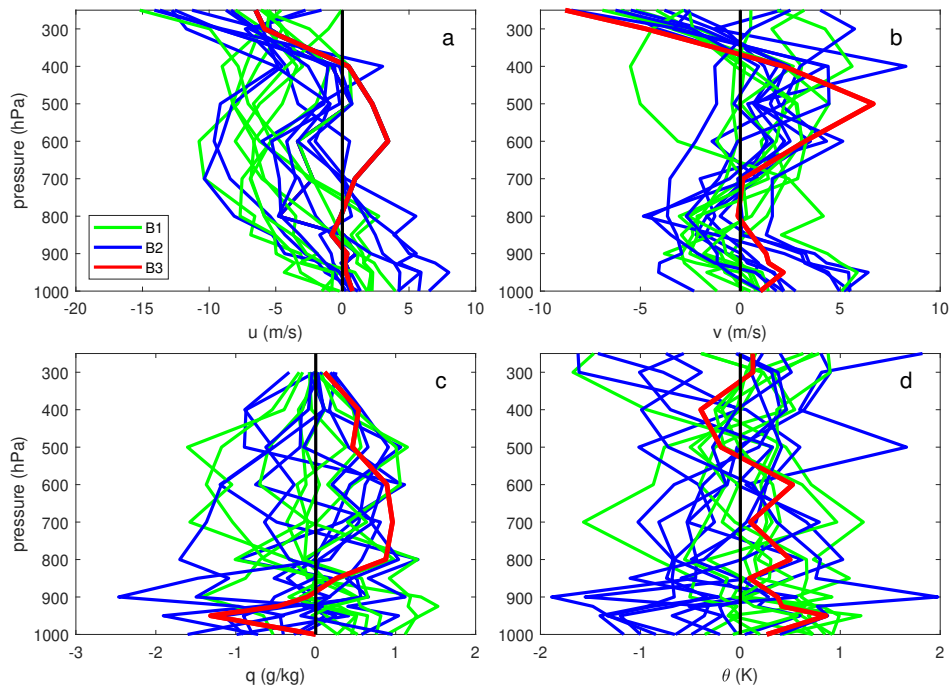 a
300
400
500
600
700
800
900
1000
pressure (hPa)
B1
B2
B3
-20 -15 -10 -5 0 5 10
u (m/s)
b
300
400
500
600
700
800
900
1000
-10 -5 0 5 10
v (m/s)
c
300
400
500
600
700
800
900
1000
pressure (hPa)
-3 -2 -1 0 1 2
q (g/kg)
d
300
400
500
600
700
800
900
1000
-2 -1 0 1 2
θ (K)